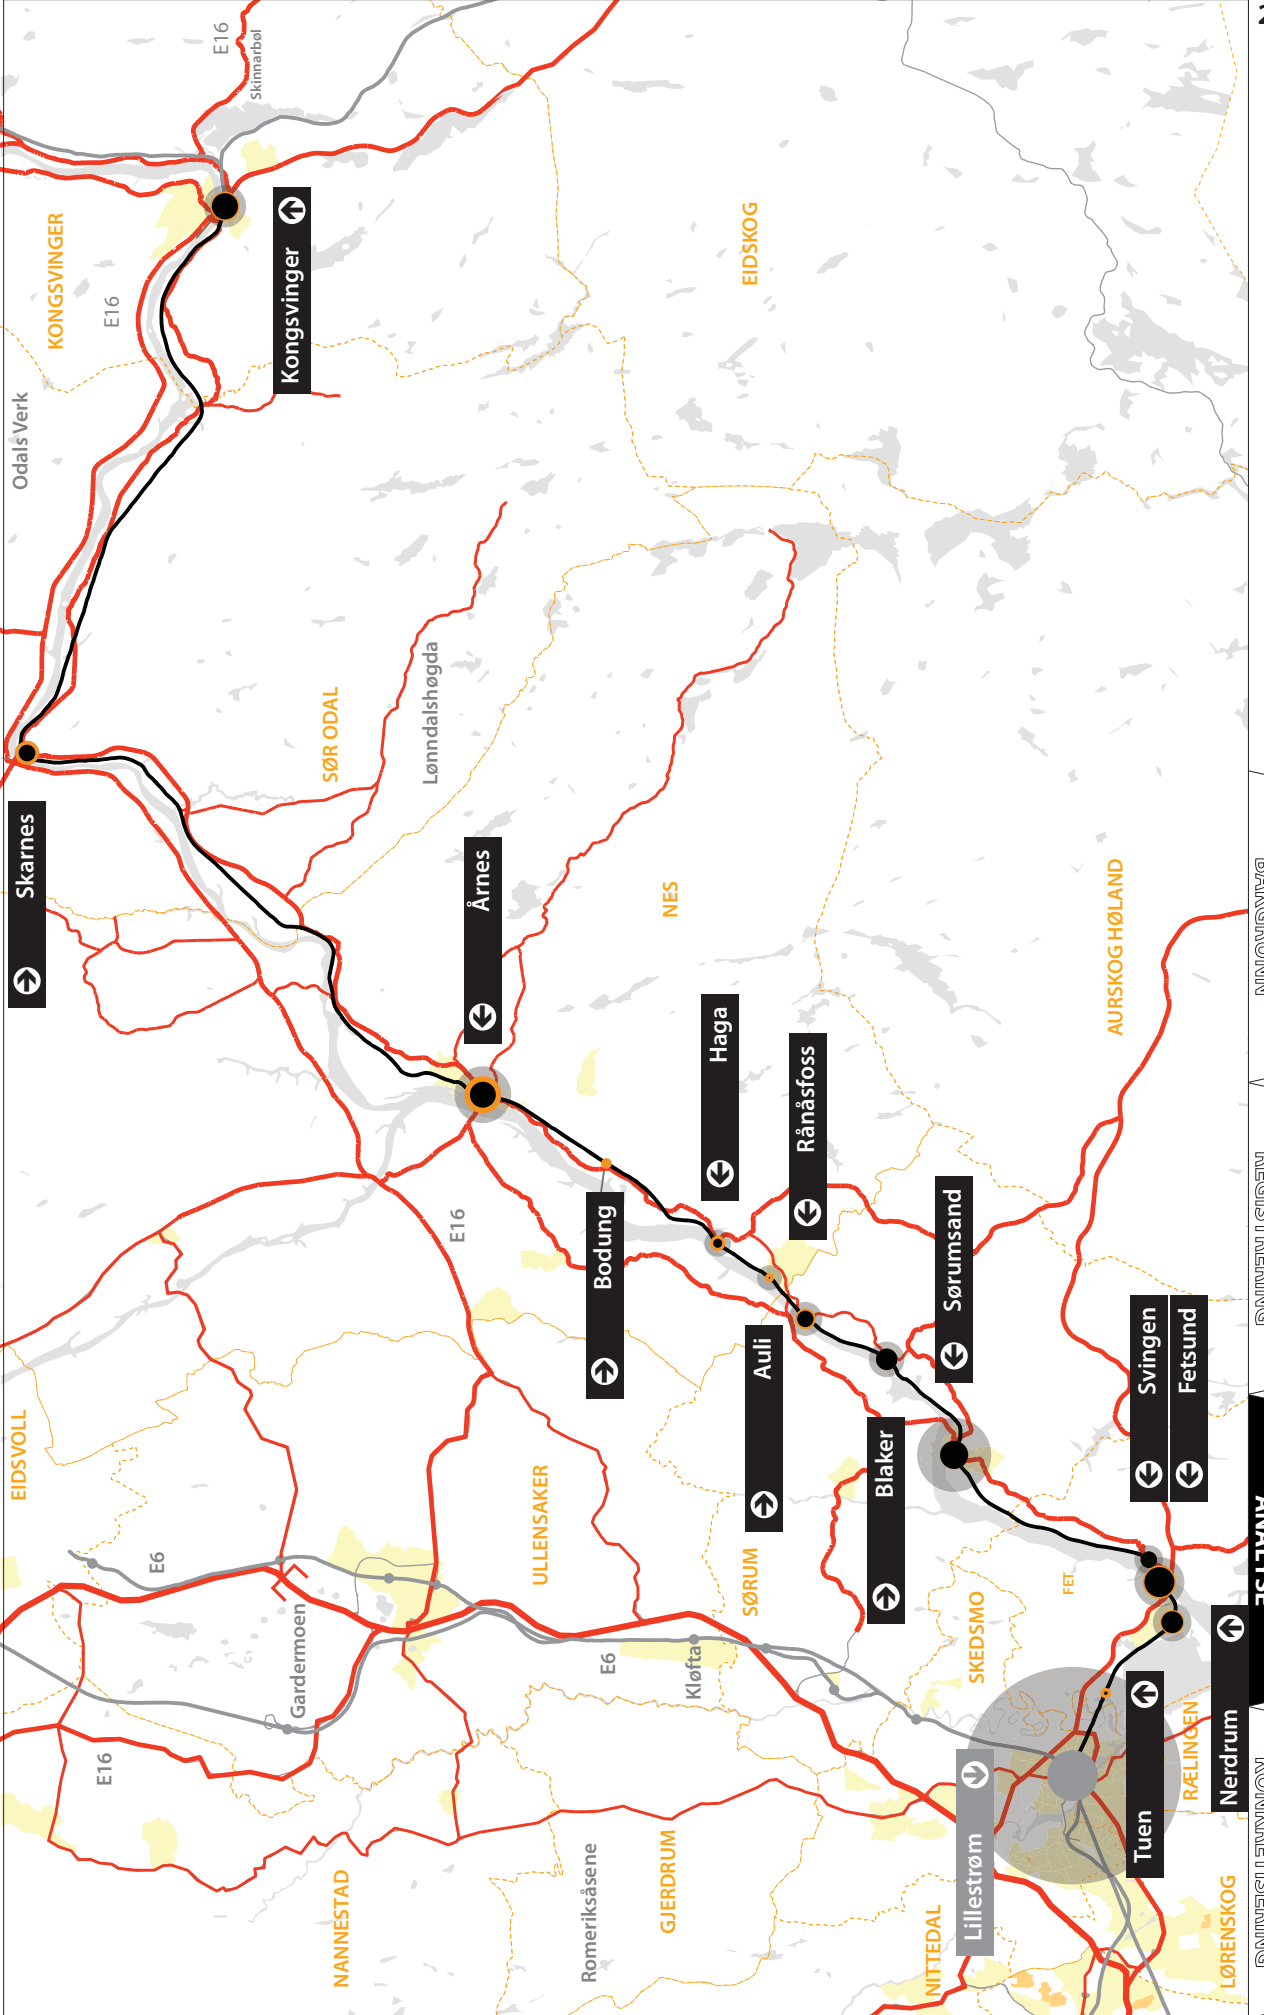 E16
Skinnarbøl
KONGSVINGER
E16
Kongsvinger
EIDSKOG
Odals Verk
SØR ODAL
Lønndalshøgda
Skarnes
Årnes
NES
AURSKOG HØLAND
Haga
Rånåsfoss
E16
Bodung
Sørumsand
Auli
Svingen
Fetsund
Blaker
EIDSVOLL
E6
ULLENSAKER
SØRUM
SKEDSMO
FET
Gardermoen
E6
Kløfta
E16
RÆLINGEN
Nerdrum
Tuen
Lillestrøm
NANNESTAD
Romeriksåsene
GJERDRUM
NITTEDAL
LØRENSKOG